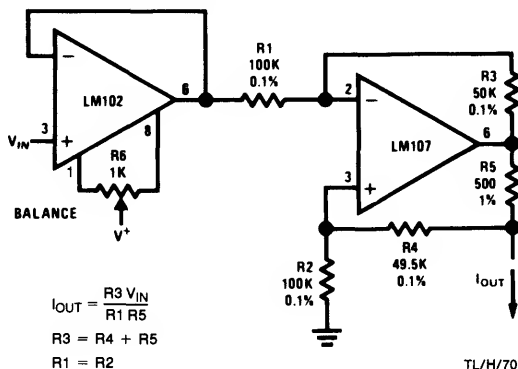 R1
100K
0.1%
6
R3
50K
0.1%
2
−
LM102
8
LM107
6
VIN
3
+
R6
1K
1
R5
500
1%
3
+
BALANCE
V+
R4
49.5K
0.1%
R2
100K
0.1%
IOUT
IOUT = R3 VIN / R1 R5
R3 = R4 + R5
R1 = R2
TL/H/70
−